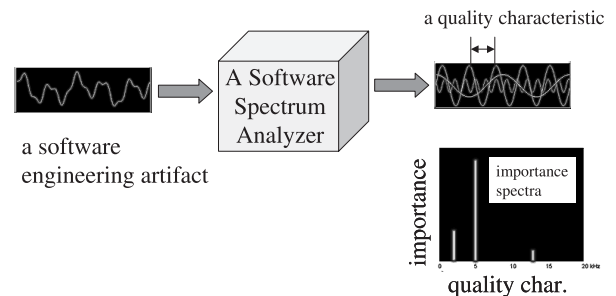 a quality characteristic
A Software
Spectrum
Analyzer
a software
engineering artifact
importance
importance
spectra
0 5 10 15 20 kHz
quality char.